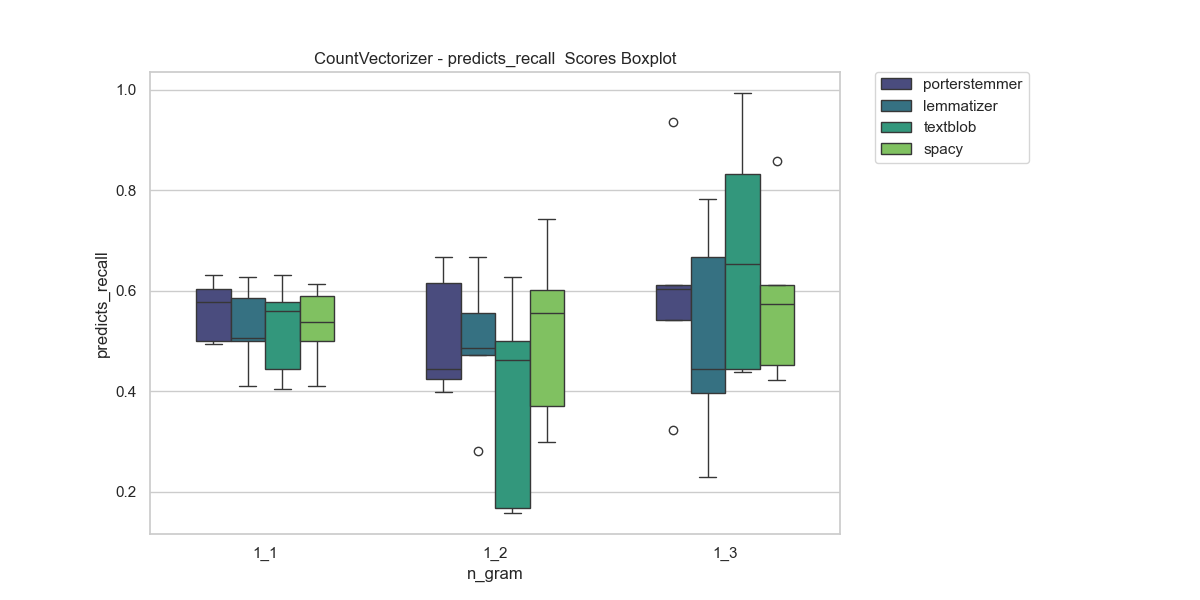 CountVectorizer - predicts_recall  Scores Boxplot
porterstemmer
lemmatizer
textblob
spacy
predicts_recall
1.0
0.8
0.6
0.4
0.2
1_1
1_2
1_3
n_gram